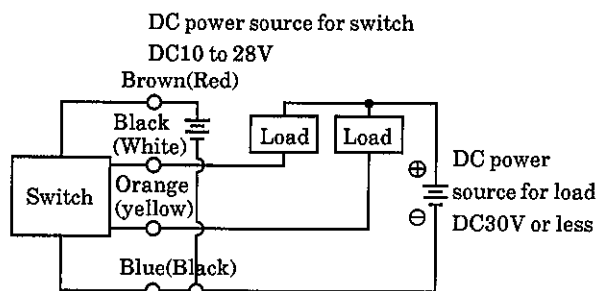 DC power source for switch
DC10 to 28V
Brown(Red)
Black
(White)
Load
Load
Switch
Orange
(yellow)
⊕
⊖
DC power
source for load
DC30V or less
Blue(Black)